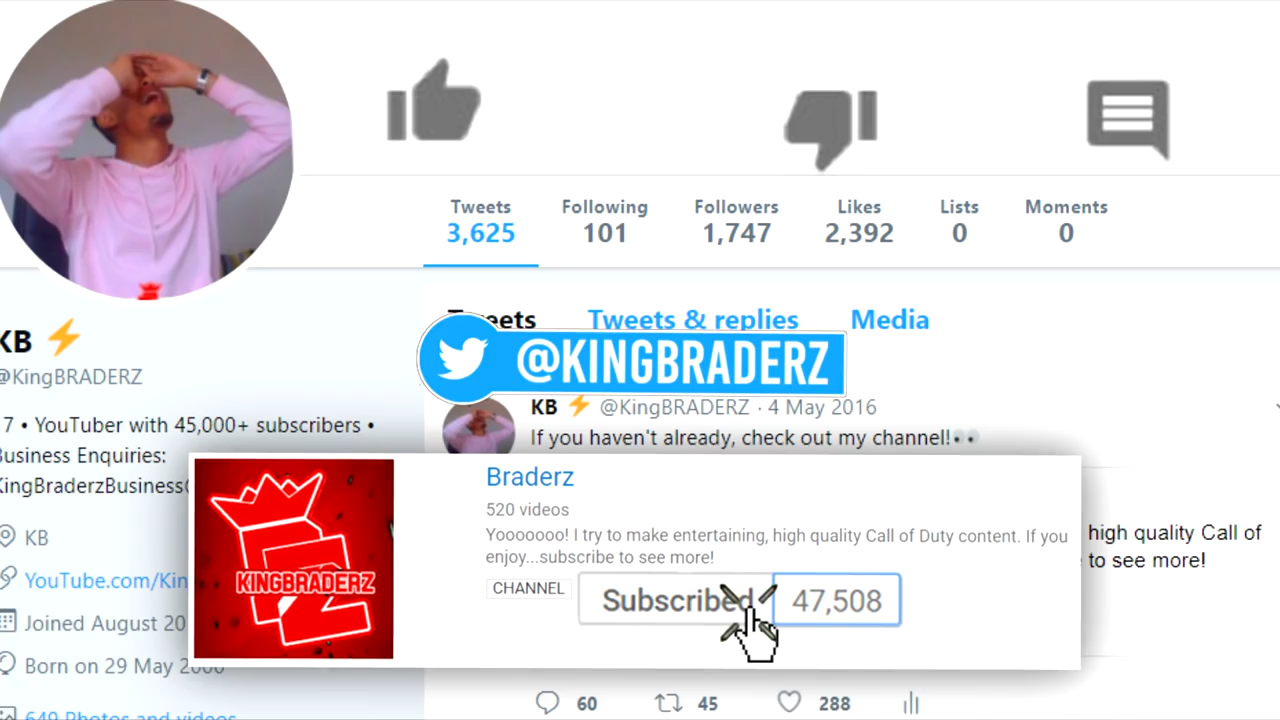 Tweets Following Followers Likes Lists Moments
3,625 101 1,747 2,392 0 0
KB
@KingBRADERZ
7 • YouTuber with 45,000+ subscribers •
usiness Enquiries:
KingBraderzBusiness
KB
YouTube.com/Kin
Joined August 20
Born on 29 May 2000
649 Photos and videos
Tweets Tweets & replies Media
@KINGBRADERZ
KB @KingBRADERZ · 4 May 2016
If you haven't already, check out my channel!
KINGBRADERZ
Braderz
520 videos
Yooooooo! I try to make entertaining, high quality Call of Duty content. If you
enjoy...subscribe to see more!
CHANNEL Subscribed 47,508
high quality Call of
to see more!
60 45 288